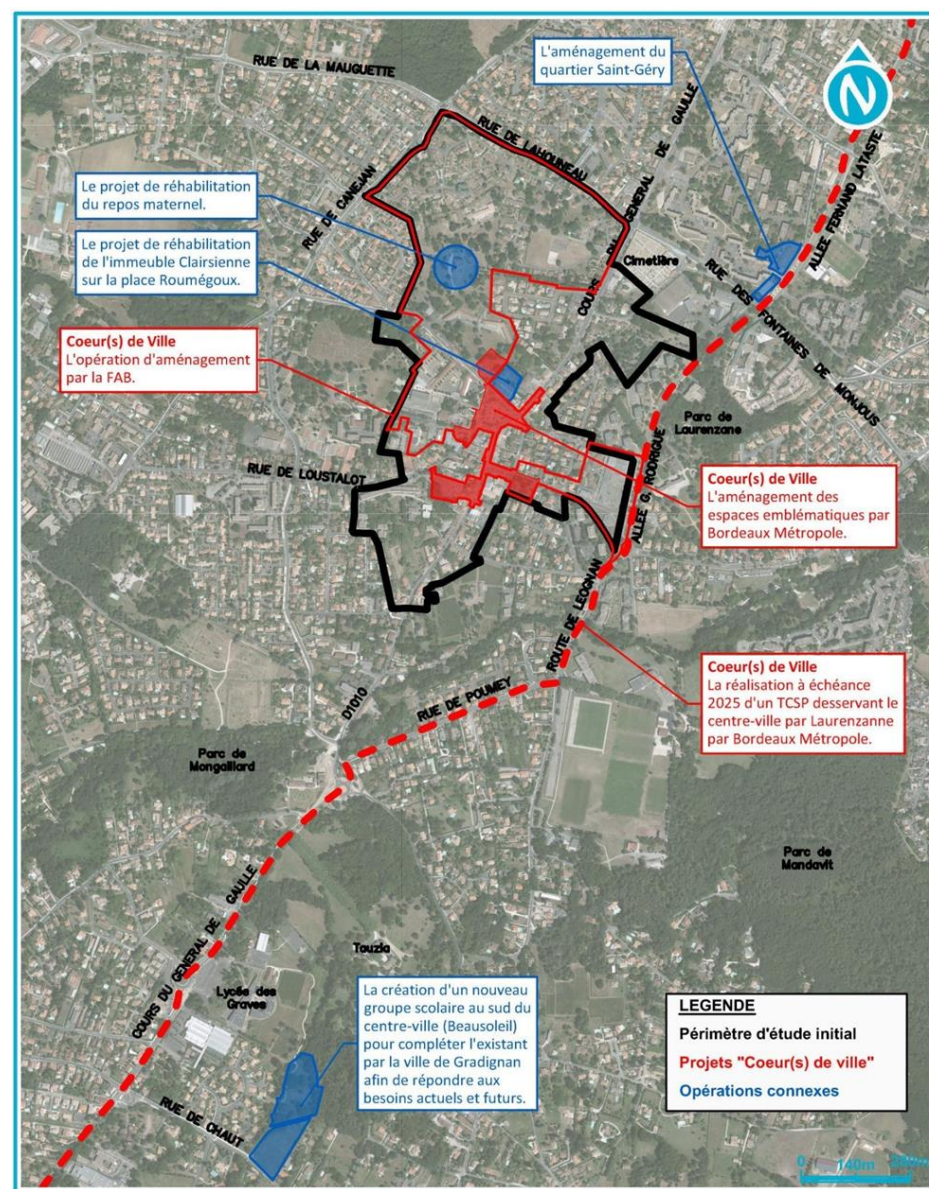 RUE DE LA MAUGUETTE
L'aménagement du
quartier Saint-Géry
N
RUE DE LAHOUNEAU
COURS DU GENERAL DE GAULLE
ALLEE FERNAND LATASTE
RUE DE CANEJAN
Le projet de réhabilitation
du repos maternel.
Le projet de réhabilitation
de l'immeuble Clairsienne
sur la place Roumégoux.
Cimetière
RUE DES FONTAINES DE MONJOUS
Coeur(s) de Ville
L'opération d'aménagement
par la FAB.
Parc de
Laurenzane
RUE DE LOUSTALOT
ALLEE G. RODRIGUE
Coeur(s) de Ville
L'aménagement des
espaces emblématiques par
Bordeaux Métropole.
ROUTE DE LEOGNAN
Coeur(s) de Ville
La réalisation à échéance
2025 d'un TCSP desservant le
centre-ville par Laurenzanne
par Bordeaux Métropole.
D1010
RUE DE POUMEY
Parc de
Mongaillard
Parc de
Mandavit
COURS DU GENERAL DE GAULLE
Tauzia
Lycée des
Graves
La création d'un nouveau
groupe scolaire au sud du
centre-ville (Beausoleil)
pour compléter l'existant
par la ville de Gradignan
afin de répondre aux
besoins actuels et futurs.
RUE DE CHAUT
LEGENDE
Périmètre d'étude initial
Projets "Coeur(s) de ville"
Opérations connexes
0 140m 280m